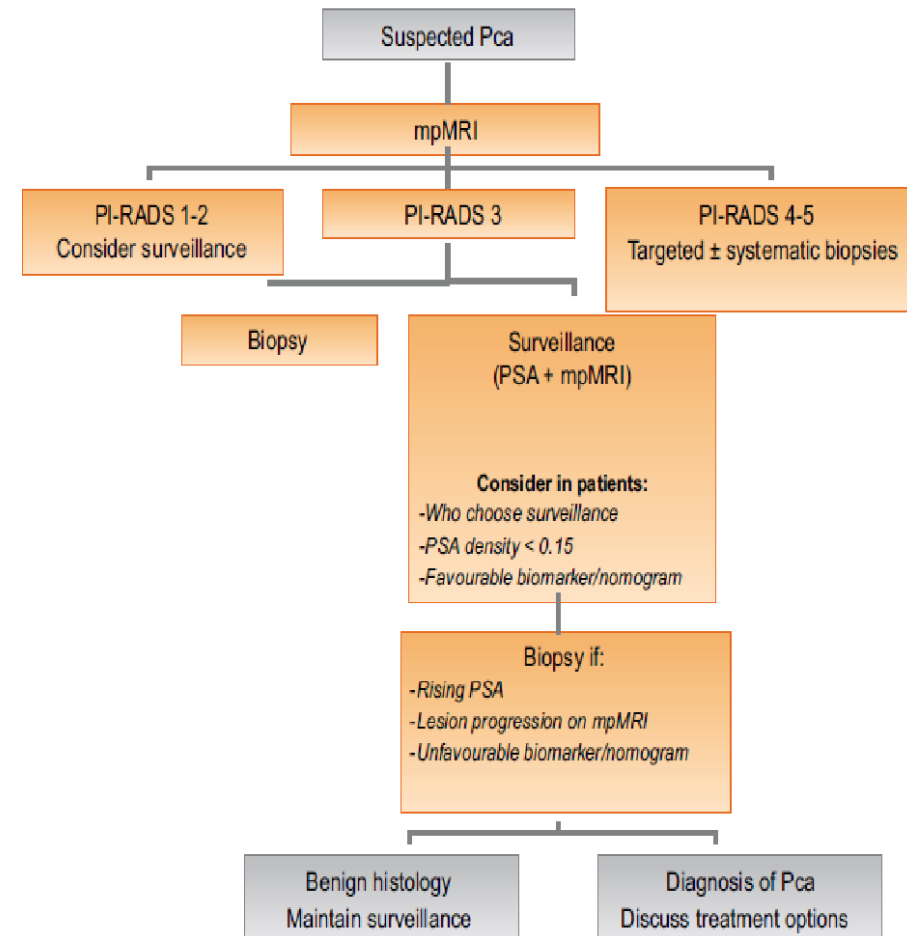 Suspected Pca
mpMRI
PI-RADS 1-2
Consider surveillance
PI-RADS 3
PI-RADS 4-5
Targeted ± systematic biopsies
Biopsy
Surveillance
(PSA + mpMRI)
Consider in patients:
-Who choose surveillance
-PSA density < 0.15
-Favourable biomarker/nomogram
Biopsy if:
-Rising PSA
-Lesion progression on mpMRI
-Unfavourable biomarker/nomogram
Benign histology
Maintain surveillance
Diagnosis of Pca
Discuss treatment options